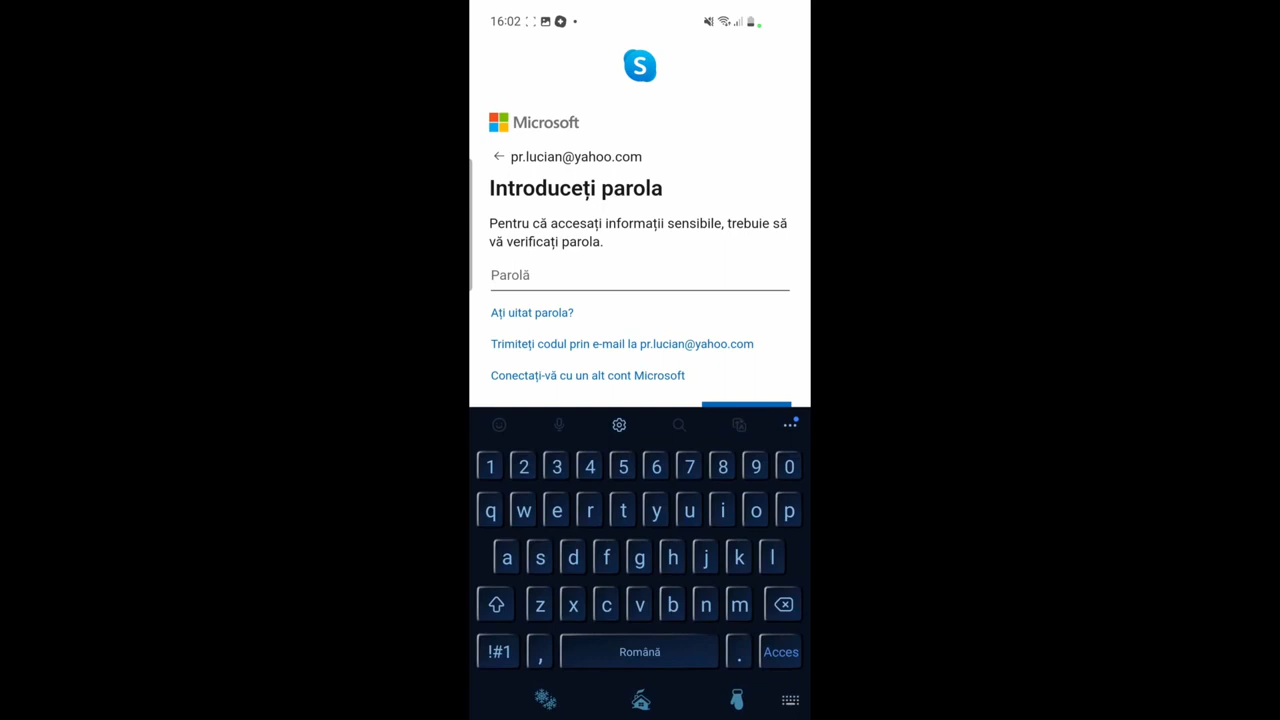 16:02
S
Microsoft
pr.lucian@yahoo.com
Introduceți parola
Pentru că accesați informații sensibile, trebuie să
vă verificați parola.
Parolă
Ați uitat parola?
Trimiteți codul prin e-mail la pr.lucian@yahoo.com
Conectați-vă cu un alt cont Microsoft
1 2 3 4 5 6 7 8 9 0
q w e r t y u i o p
a s d f g h j k l
z x c v b n m
!#1 , Română . Acces